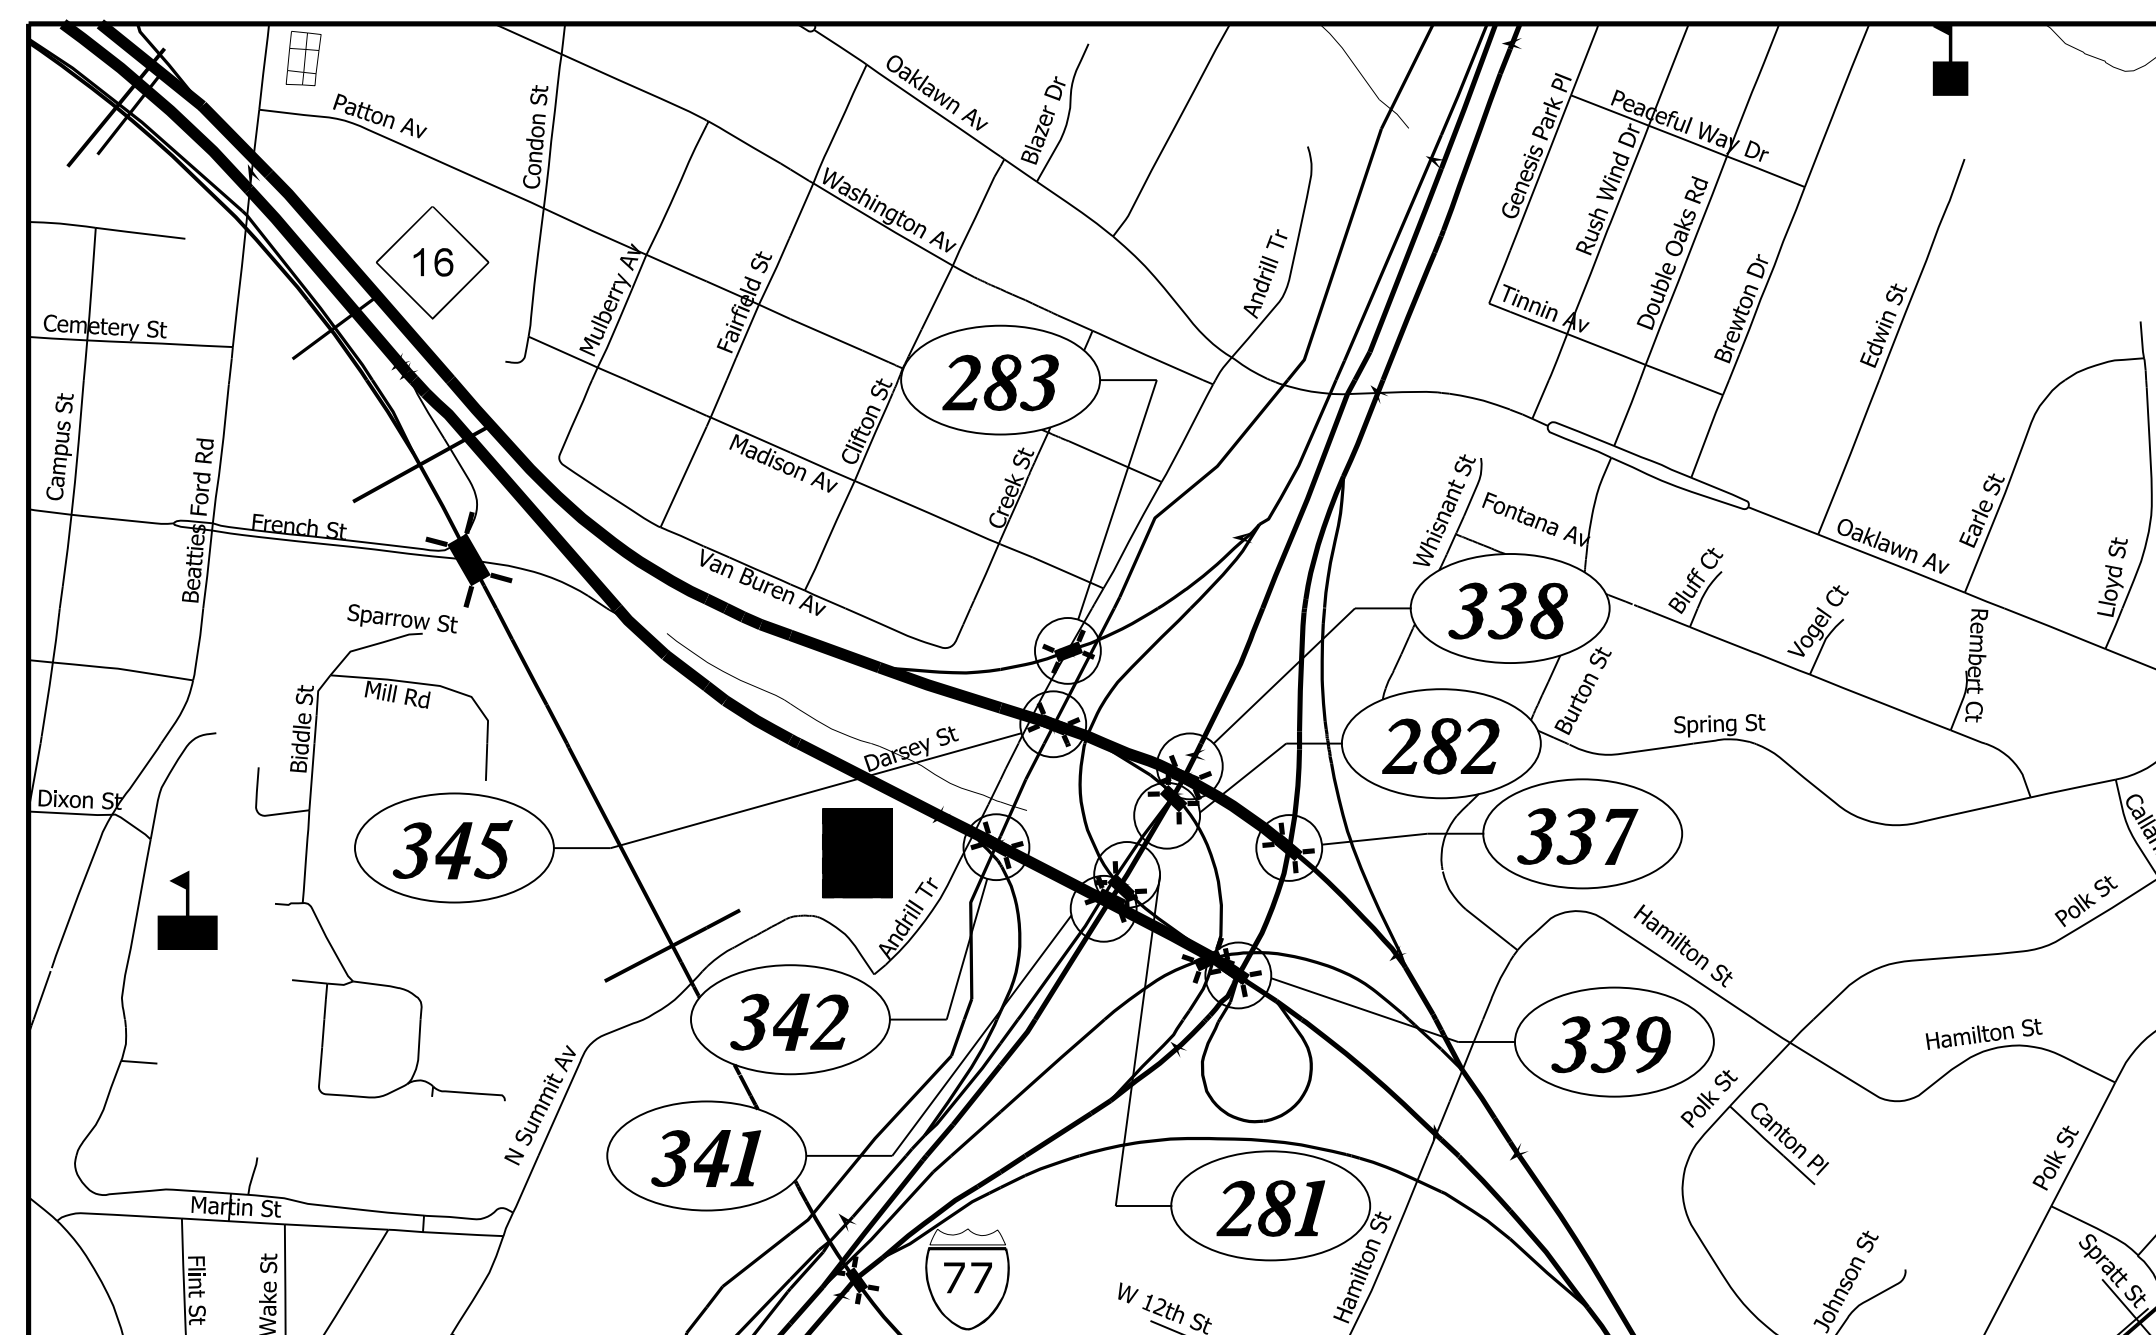 Oaklawn Av
Blazer Dr
Genesis Park Pl
Peaceful Way Dr
Patton Av
Condon St
Rush Wind Dr
Washington Av
Double Oaks Rd
16
Mulberry Av
Fairfield St
Andrill Tr
Tinnin Av
Brewton Dr
Edwin St
Cemetery St
283
Campus St
Beatties Ford Rd
Clifton St
Madison Av
Creek St
Whisnant St
Fontana Av
Earle St
French St
Oaklawn Av
Van Buren Av
Bluff Ct
Lloyd St
338
Sparrow St
Vogel Ct
Rembert Ct
Mill Rd
Biddle St
Burton St
Darsey St
282
Spring St
Dixon St
345
337
Andrill Tr
Polk St
Hamilton St
342
339
Hamilton St
N Summit Av
Polk St
Canton Pl
341
Polk St
281
Martin St
Flint St
Wake St
77
Hamilton St
W 12th St
Johnson St
Spratt St